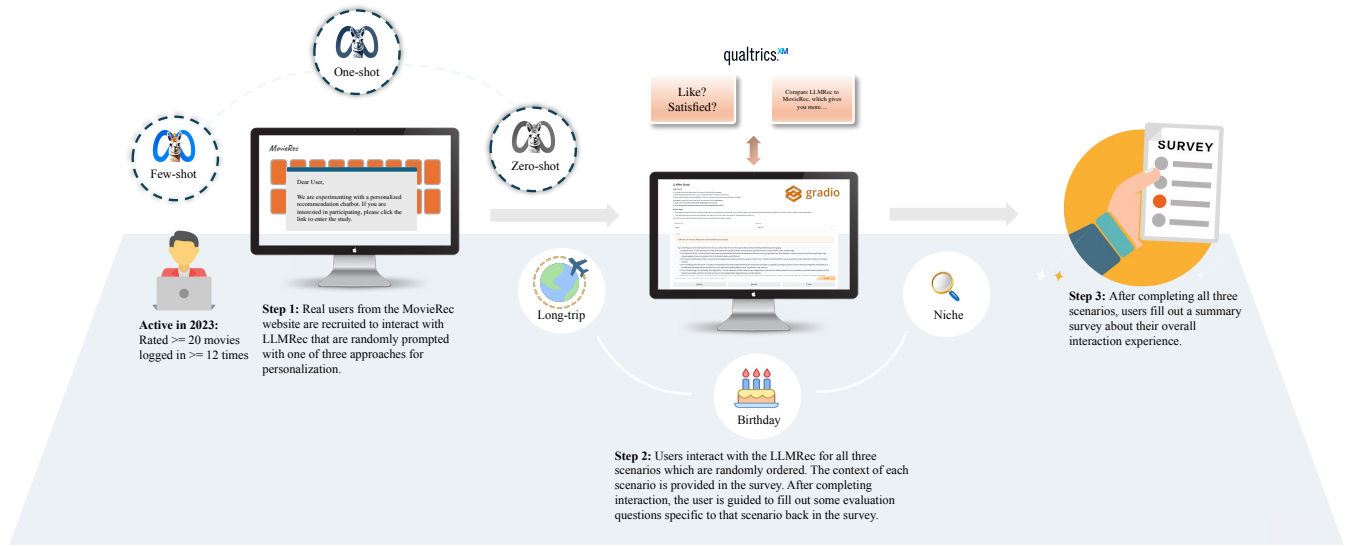 One-shot
Few-shot
Zero-shot
MovieRec
Dear User,
We are experimenting with a personalized
recommendation chatbot. If you are
interested in participating, please click the
link to enter the study.
Active in 2023:
Rated >= 20 movies
logged in >= 12 times
Step 1: Real users from the MovieRec
website are recruited to interact with
LLMRec that are randomly prompted
with one of three approaches for
personalization.
qualtrics.XM
Like?
Satisfied?
Compare LLMRec to
MovieRec, which gives
you more…
gradio
Long-trip
Niche
Birthday
Step 2: Users interact with the LLMRec for all three
scenarios which are randomly ordered. The context of each
scenario is provided in the survey. After completing
interaction, the user is guided to fill out some evaluation
questions specific to that scenario back in the survey.
SURVEY
Step 3: After completing all three
scenarios, users fill out a summary
survey about their overall
interaction experience.